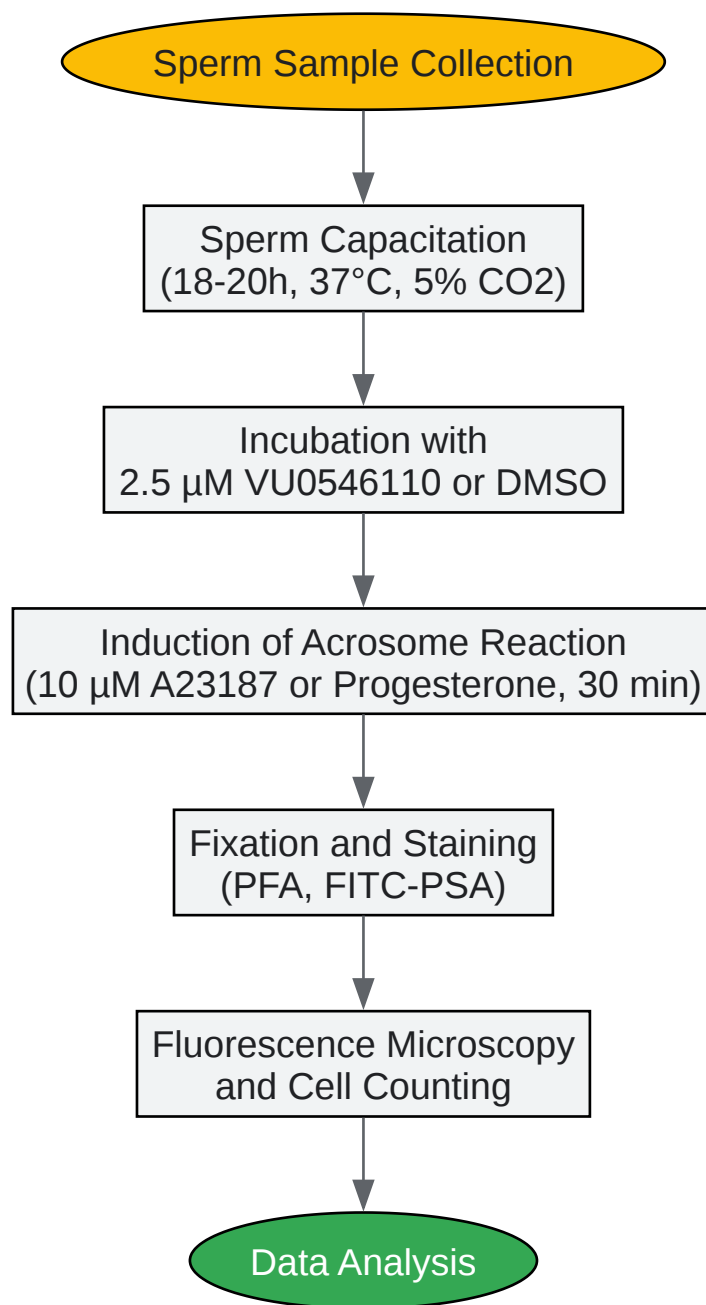 Sperm Sample Collection
Sperm Capacitation
(18-20h, 37°C, 5% CO2)
Incubation with
2.5 µM VU0546110 or DMSO
Induction of Acrosome Reaction
(10 µM A23187 or Progesterone, 30 min)
Fixation and Staining
(PFA, FITC-PSA)
Fluorescence Microscopy
and Cell Counting
Data Analysis